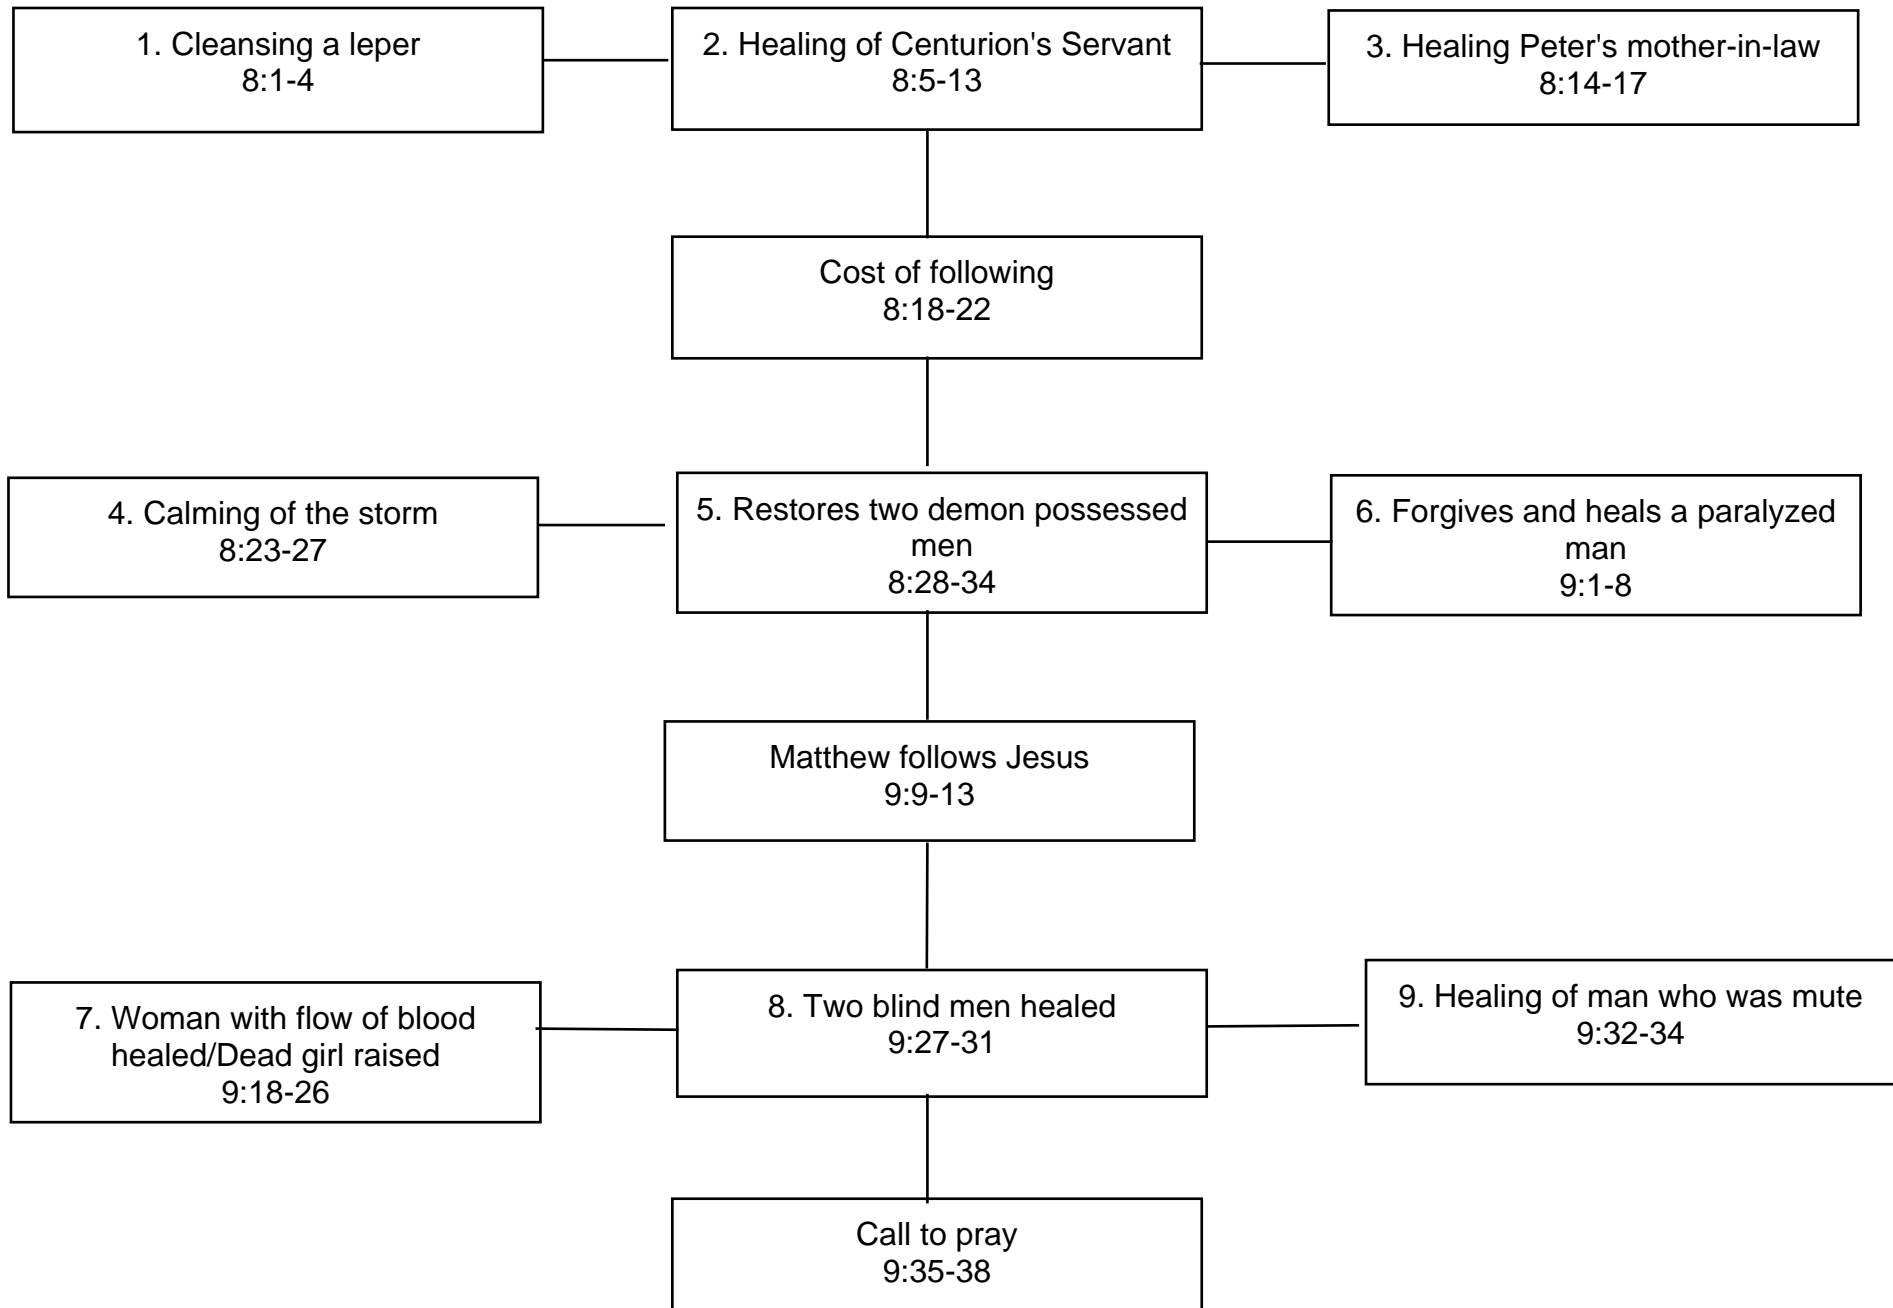 1. Cleansing a leper
8:1-4
2. Healing of Centurion's Servant
8:5-13
3. Healing Peter's mother-in-law
8:14-17
Cost of following
8:18-22
4. Calming of the storm
8:23-27
5. Restores two demon possessed
men
8:28-34
6. Forgives and heals a paralyzed
man
9:1-8
Matthew follows Jesus
9:9-13
7. Woman with flow of blood
healed/Dead girl raised
9:18-26
8. Two blind men healed
9:27-31
9. Healing of man who was mute
9:32-34
Call to pray
9:35-38